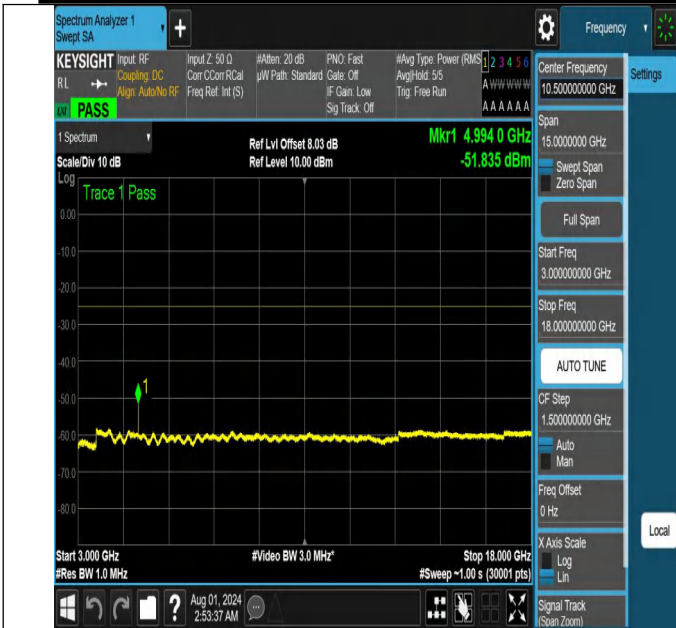 Spectrum Analyzer 1
Swept SA
+
Frequency
KEYSIGHT
RL
PASS
Input: RF
Coupling: DC
Align: Auto/No RF
Input Z: 50 Ω
Corr CCorr RCal
Freq Ref: Int (S)
#Atten: 20 dB
µW Path: Standard
PNO: Fast
Gate: Off
IF Gain: Low
Sig Track: Off
#Avg Type: Power (RMS
Avg|Hold: 5/5
Trig: Free Run
1 2 3 4 5 6
A W W W W W
A A A A A A
1 Spectrum
Scale/Div 10 dB
Log
Ref Lvl Offset 8.03 dB
Ref Level 10.00 dBm
Mkr1 4.994 0 GHz
-51.835 dBm
Trace 1 Pass
0.00
-10.0
-20.0
-30.0
-40.0
-50.0
-60.0
-70.0
-80.0
1
Start 3.000 GHz
#Res BW 1.0 MHz
#Video BW 3.0 MHz*
Stop 18.000 GHz
#Sweep ~1.00 s (30001 pts)
Aug 01, 2024
2:53:37 AM
?
Center Frequency
10.500000000 GHz
Span
15.0000000 GHz
Swept Span
Zero Span
Full Span
Start Freq
3.000000000 GHz
Stop Freq
18.000000000 GHz
AUTO TUNE
CF Step
1.500000000 GHz
Auto
Man
Freq Offset
0 Hz
X Axis Scale
Log
Lin
Signal Track
(Span Zoom)
Settings
Local